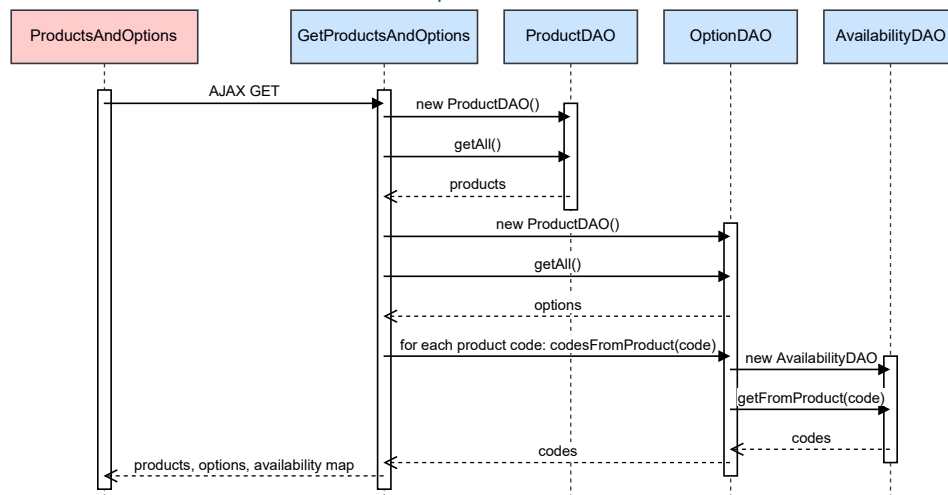 ProductsAndOptions
GetProductsAndOptions
ProductDAO
OptionDAO
AvailabilityDAO
AJAX GET
new ProductDAO()
getAll()
products
new ProductDAO()
getAll()
options
for each product code: codesFromProduct(code)
new AvailabilityDAO
getFromProduct(code)
codes
codes
products, options, availability map